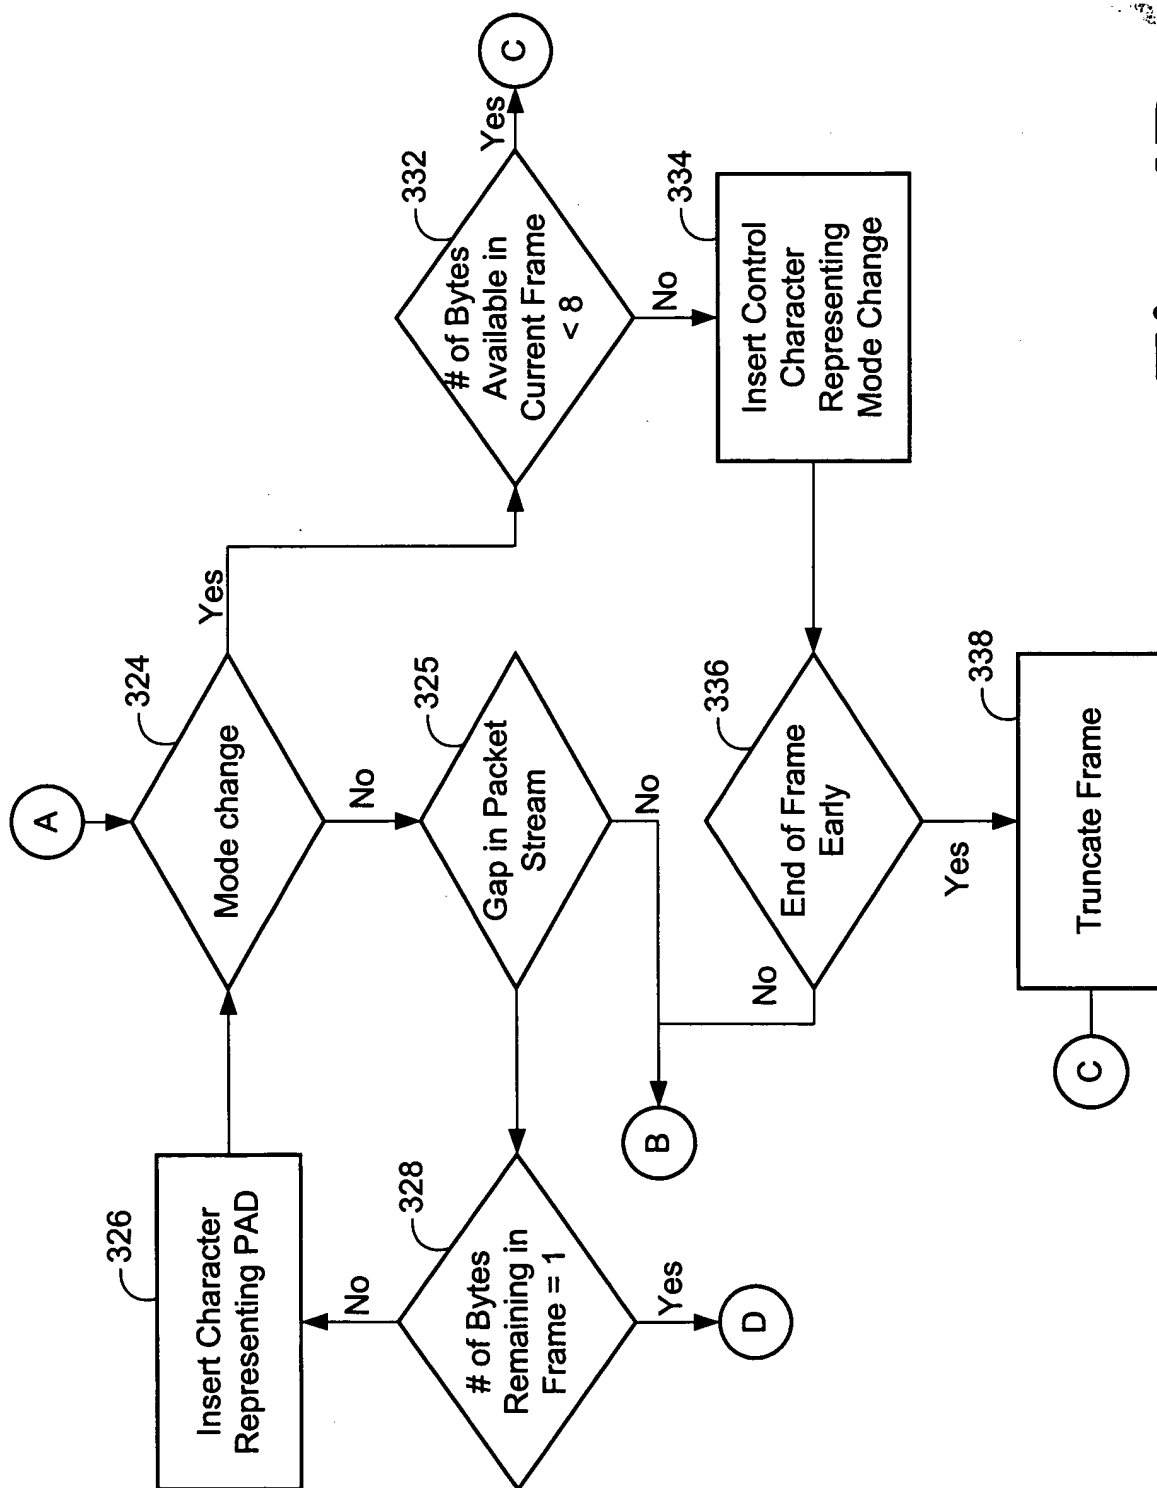 A
324
Mode change
Yes
No
326
Insert Character
Representing PAD
325
Gap in Packet
Stream
No
328
# of Bytes
Remaining in
Frame = 1
No
Yes
D
B
332
# of Bytes
Available in
Current Frame
< 8
Yes
C
No
334
Insert Control
Character
Representing
Mode Change
336
End of Frame
Early
No
Yes
338
Truncate Frame
C